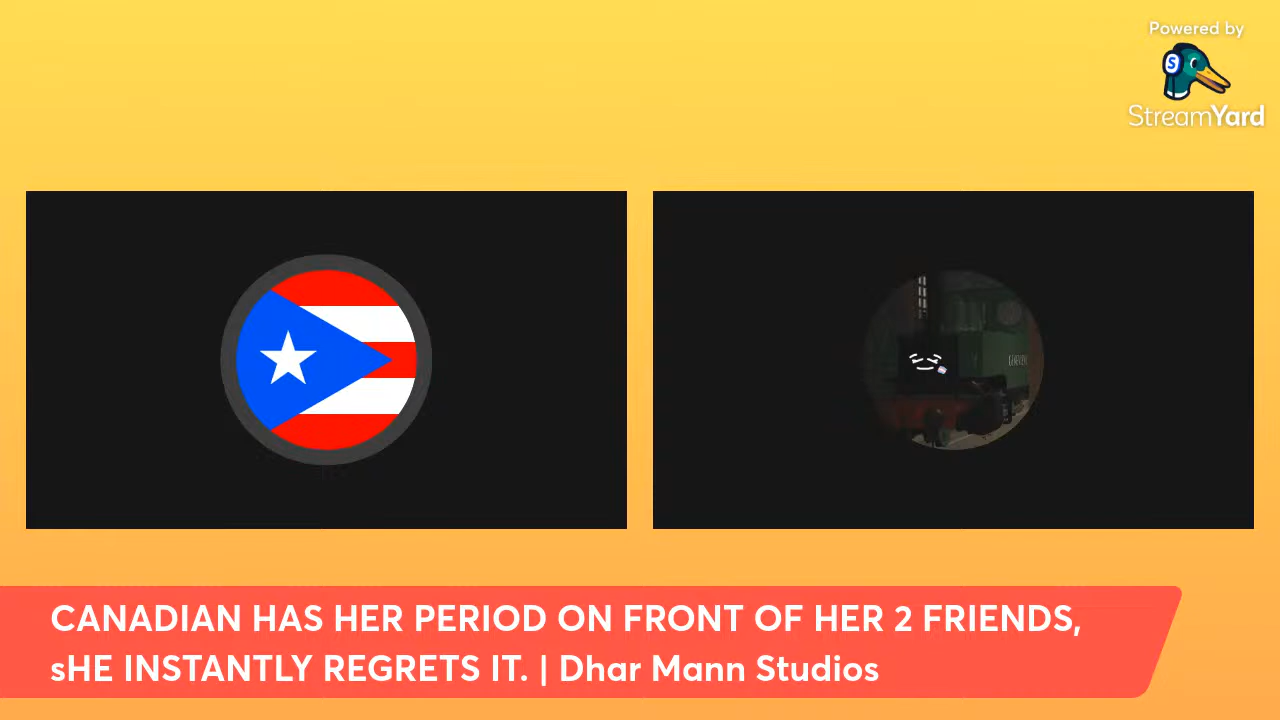 Powered by
S
StreamYard
CANADIAN HAS HER PERIOD ON FRONT OF HER 2 FRIENDS,
sHE INSTANTLY REGRETS IT. | Dhar Mann Studios